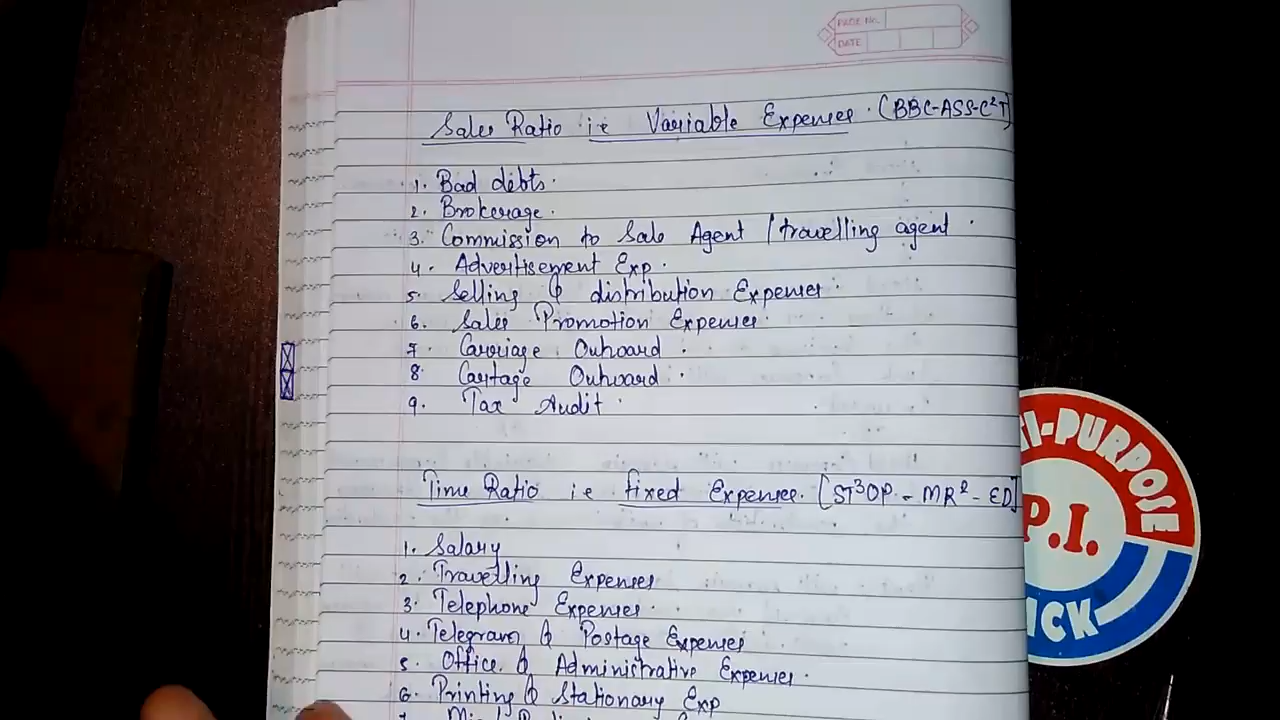 PAGE No.
DATE
Sales Ratio ie Variable Expenses. (BBC-ASS-C²T)
1. Bad debts.
2. Brokerage.
3. Commission to Sale Agent / travelling agent.
4. Advertisement Exp.
5. Selling & distribution Expenses.
6. Sales Promotion Expenses.
7. Carriage Outward.
8. Cartage Outward.
9. Tax Audit.
Time Ratio ie fixed Expenses. [ST³OP - MR² - ED]
1. Salary
2. Travelling Expenses
3. Telephone Expenses.
4. Telegram & Postage Expenses
5. Office & Administrative Expenses.
6. Printing & Stationary Exp
TI-PURPOSE
P.I.
ICK